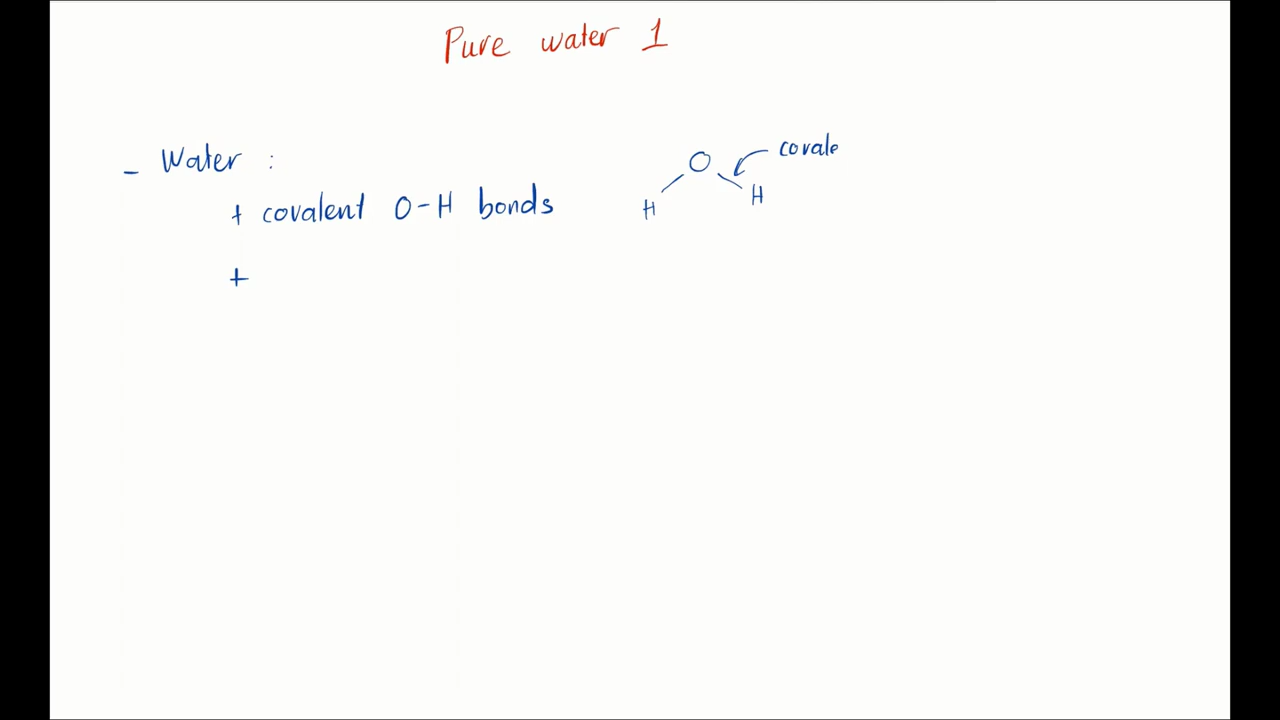 Pure water 1
- Water :
+ covalent O-H bonds
+
O
H
H
covale